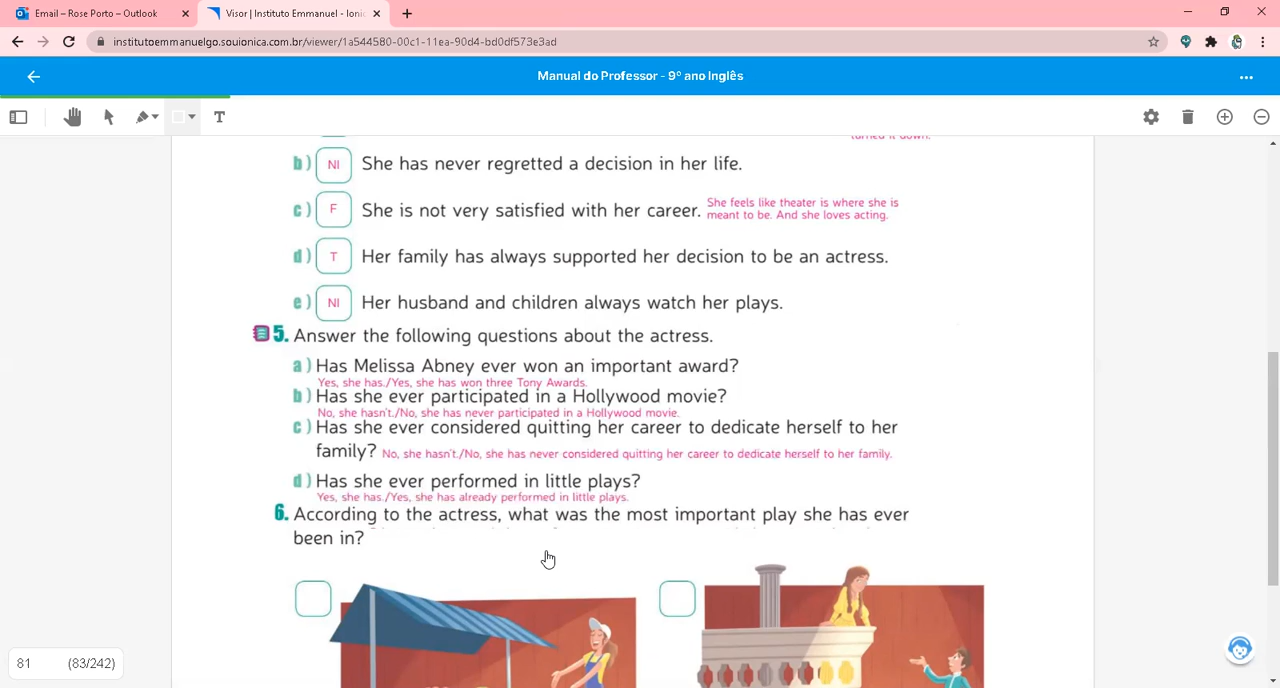 Email – Rose Porto – Outlook
Visor | Instituto Emmanuel - Ionic
institutoemmanuelgo.souionica.com.br/viewer/1a544580-00c1-11ea-90d4-bd0df573e3ad
Manual do Professor - 9º ano Inglês
T
turned it down.
b) NI She has never regretted a decision in her life.
c) F She is not very satisfied with her career. She feels like theater is where she is
meant to be. And she loves acting.
d) T Her family has always supported her decision to be an actress.
e) NI Her husband and children always watch her plays.
5. Answer the following questions about the actress.
a) Has Melissa Abney ever won an important award?
Yes, she has./Yes, she has won three Tony Awards.
b) Has she ever participated in a Hollywood movie?
No, she hasn't./No, she has never participated in a Hollywood movie.
c) Has she ever considered quitting her career to dedicate herself to her
family? No, she hasn't./No, she has never considered quitting her career to dedicate herself to her family.
d) Has she ever performed in little plays?
Yes, she has./Yes, she has already performed in little plays.
6. According to the actress, what was the most important play she has ever
been in?
81 (83/242)